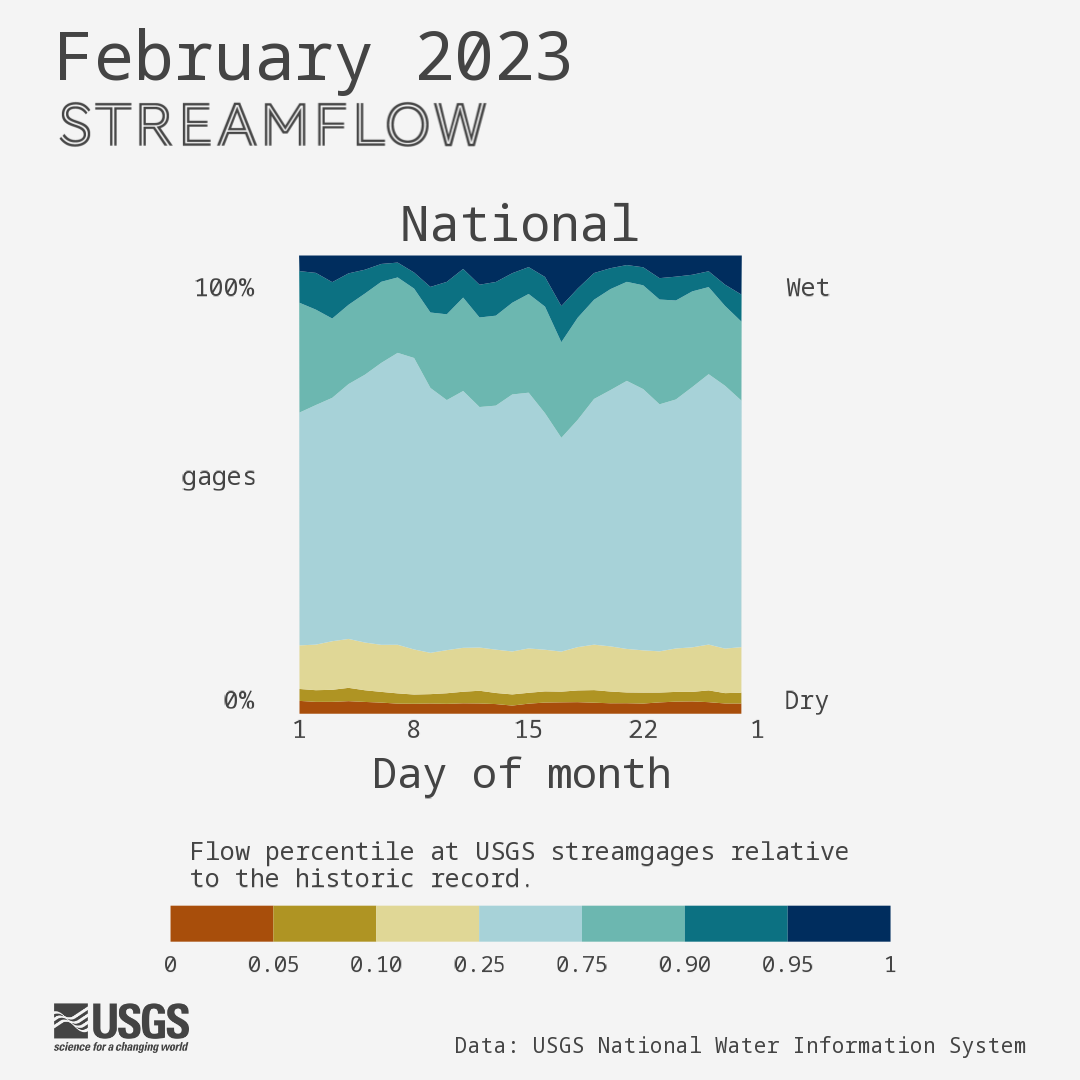 February 2023
STREAMFLOW
National
100%
Wet
gages
0%
Dry
1 8 15 22 1
Day of month
Flow percentile at USGS streamgages relative
to the historic record.
0 0.05 0.10 0.25 0.75 0.90 0.95 1
USGS
science for a changing world
Data: USGS National Water Information System